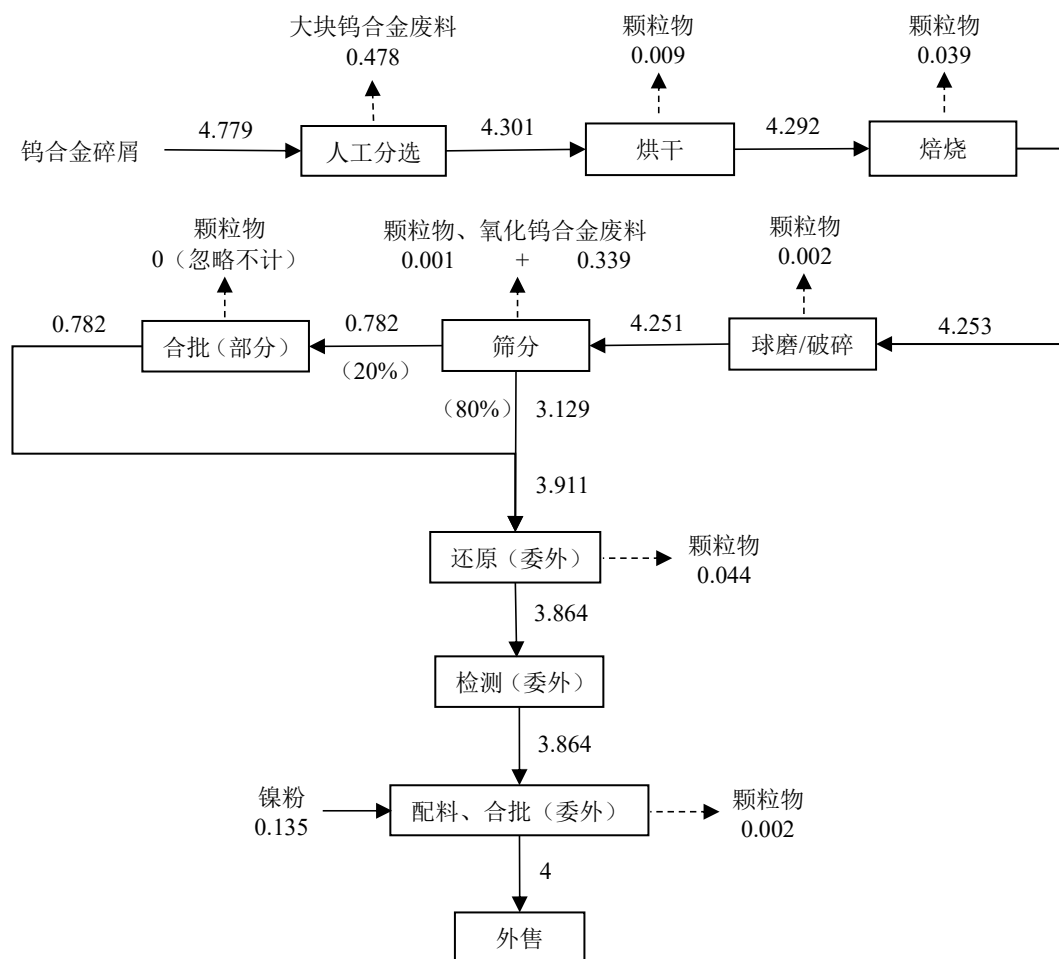 大块钨合金废料
0.478
颗粒物
0.009
颗粒物
0.039
钨合金碎屑
4.779
人工分选
4.301
烘干
4.292
焙烧
颗粒物
0（忽略不计）
颗粒物、氧化钨合金废料
0.001 + 0.339
颗粒物
0.002
0.782
合批（部分）
0.782
（20%）
筛分
4.251
球磨/破碎
4.253
（80%） 3.129
3.911
还原（委外）
颗粒物
0.044
3.864
检测（委外）
3.864
镍粉
0.135
配料、合批（委外）
颗粒物
0.002
4
外售